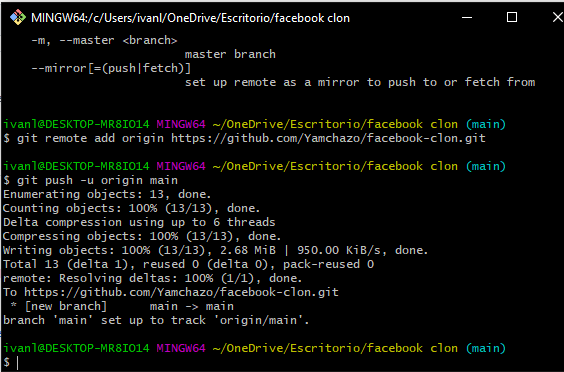 MINGW64:/c/Users/ivanl/OneDrive/Escritorio/facebook clon
-m, --master <branch>
master branch
--mirror[=(push|fetch)]
set up remote as a mirror to push to or fetch from
ivanl@DESKTOP-MR8IO14 MINGW64 ~/OneDrive/Escritorio/facebook clon (main)
$ git remote add origin https://github.com/Yamchazo/facebook-clon.git
ivanl@DESKTOP-MR8IO14 MINGW64 ~/OneDrive/Escritorio/facebook clon (main)
$ git push -u origin main
Enumerating objects: 13, done.
Counting objects: 100% (13/13), done.
Delta compression using up to 6 threads
Compressing objects: 100% (13/13), done.
Writing objects: 100% (13/13), 2.68 MiB | 950.00 KiB/s, done.
Total 13 (delta 1), reused 0 (delta 0), pack-reused 0
remote: Resolving deltas: 100% (1/1), done.
To https://github.com/Yamchazo/facebook-clon.git
* [new branch] main -> main
branch 'main' set up to track 'origin/main'.
ivanl@DESKTOP-MR8IO14 MINGW64 ~/OneDrive/Escritorio/facebook clon (main)
$